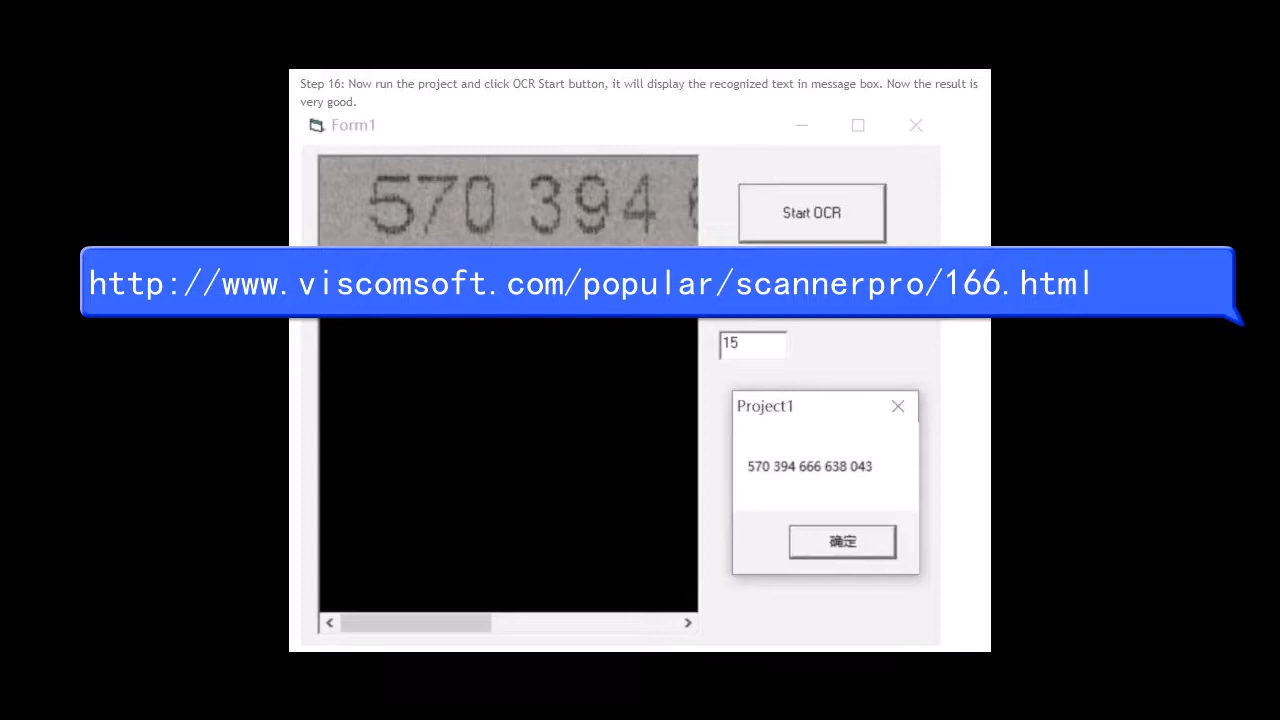 Step 16: Now run the project and click OCR Start button, it will display the recognized text in message box. Now the result is
very good.
Form1
570 394
Start OCR
http://www.viscomsoft.com/popular/scannerpro/166.html
15
Project1
570 394 666 638 043
确定